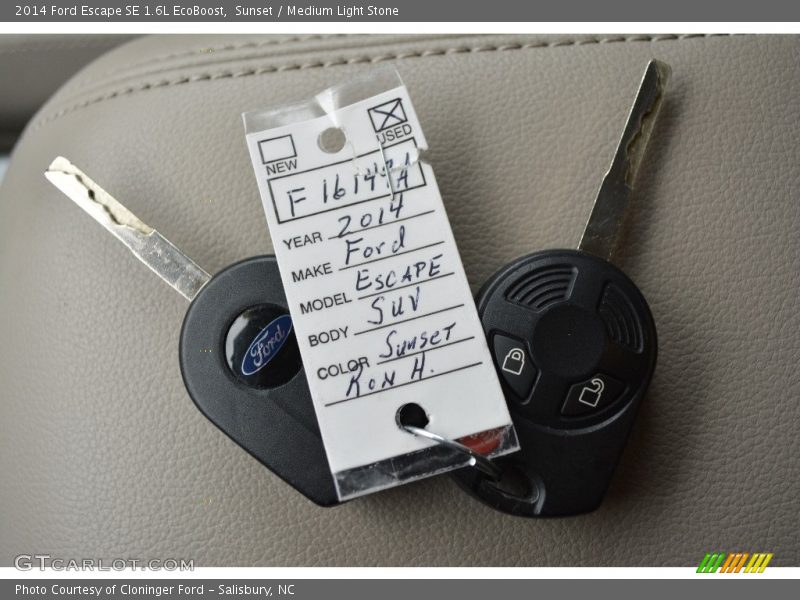 2014 Ford Escape SE 1.6L EcoBoost, Sunset / Medium Light Stone
NEW
USED
YEAR 2014
MAKE Ford
MODEL ESCAPE
BODY SUV
COLOR Sunset
RON H.
Ford
GTcarlot.com
Photo Courtesy of Cloninger Ford – Salisbury, NC